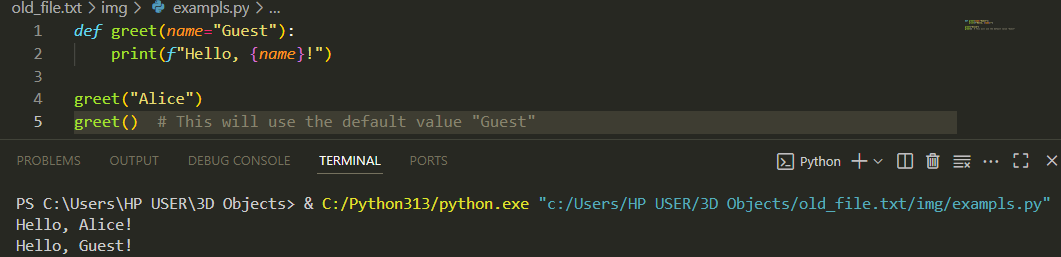 old_file.txt > img > exampls.py > ...
1 def greet(name="Guest"):
2     print(f"Hello, {name}!")
3
4 greet("Alice")
5 greet()  # This will use the default value "Guest"
PROBLEMS OUTPUT DEBUG CONSOLE TERMINAL PORTS Python
PS C:\Users\HP USER\3D Objects> & C:/Python313/python.exe "c:/Users/HP USER/3D Objects/old_file.txt/img/exampls.py"
Hello, Alice!
Hello, Guest!